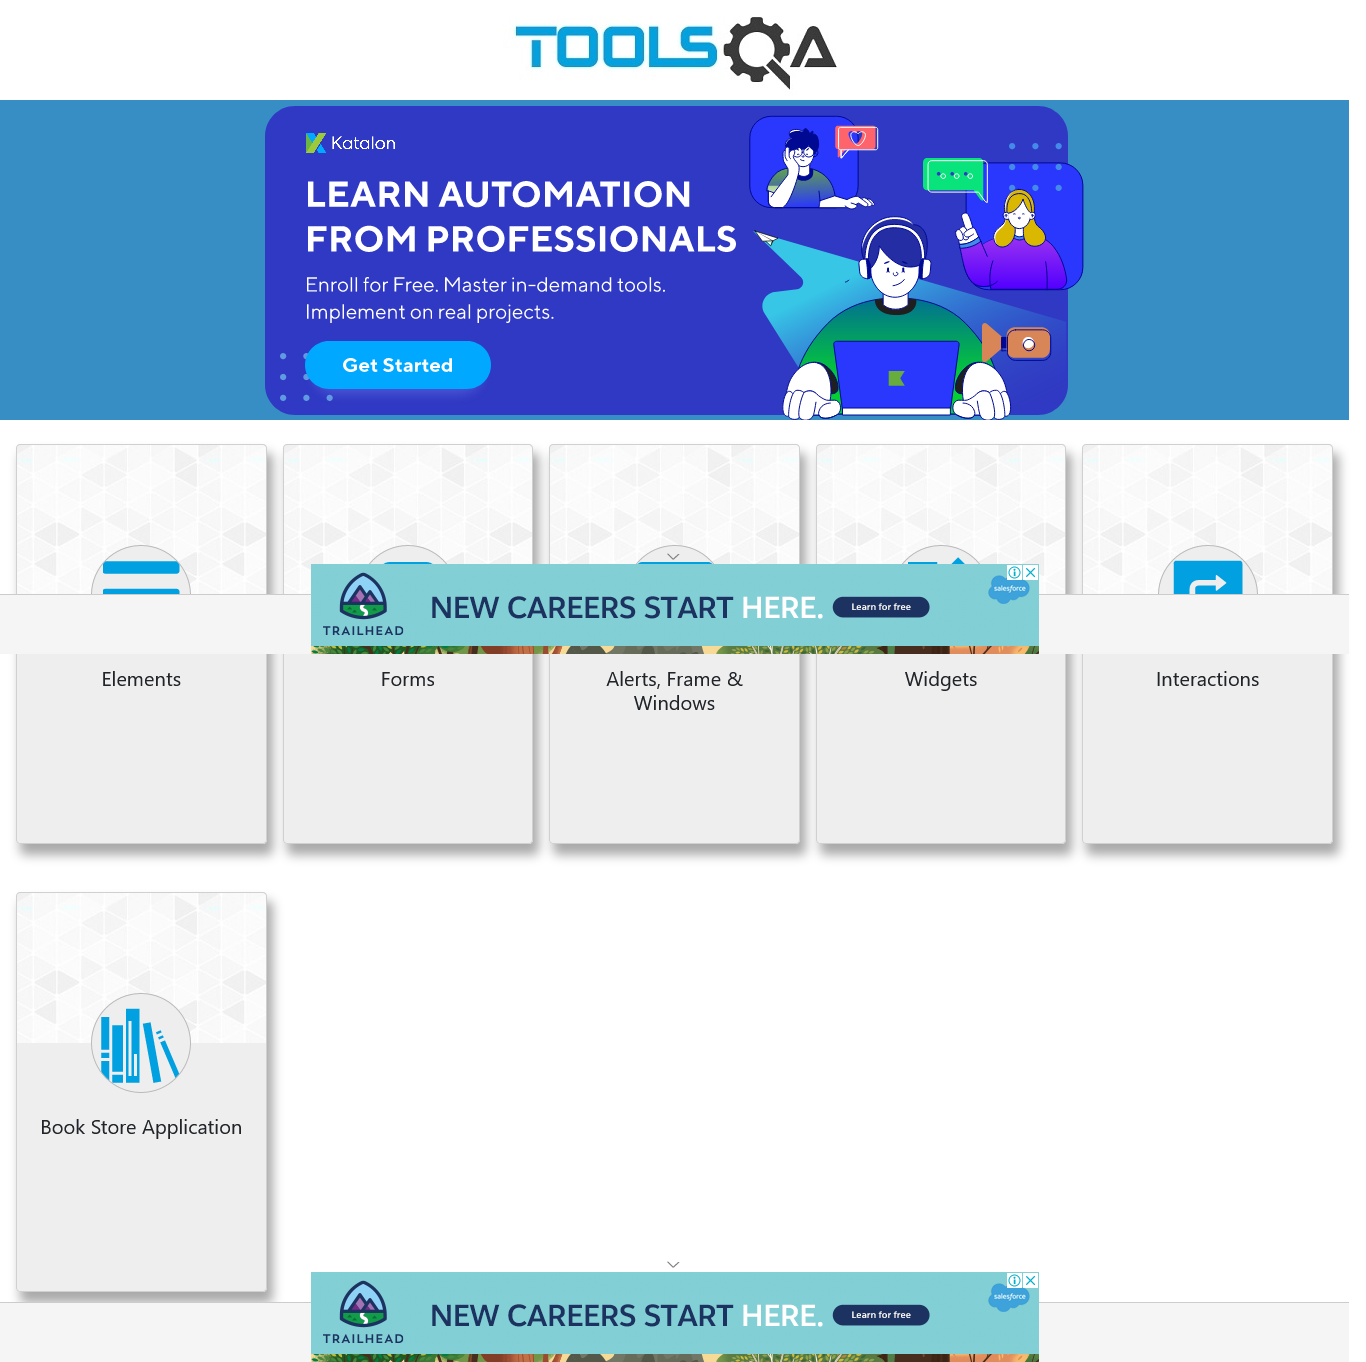 TOOLSQA
Katalon
LEARN AUTOMATION
FROM PROFESSIONALS
Enroll for Free. Master in-demand tools.
Implement on real projects.
Get Started
TRAILHEAD
NEW CAREERS START HERE.
Learn for free
salesforce
Elements
Forms
Alerts, Frame &
Windows
Widgets
Interactions
Book Store Application
TRAILHEAD
NEW CAREERS START HERE.
Learn for free
salesforce